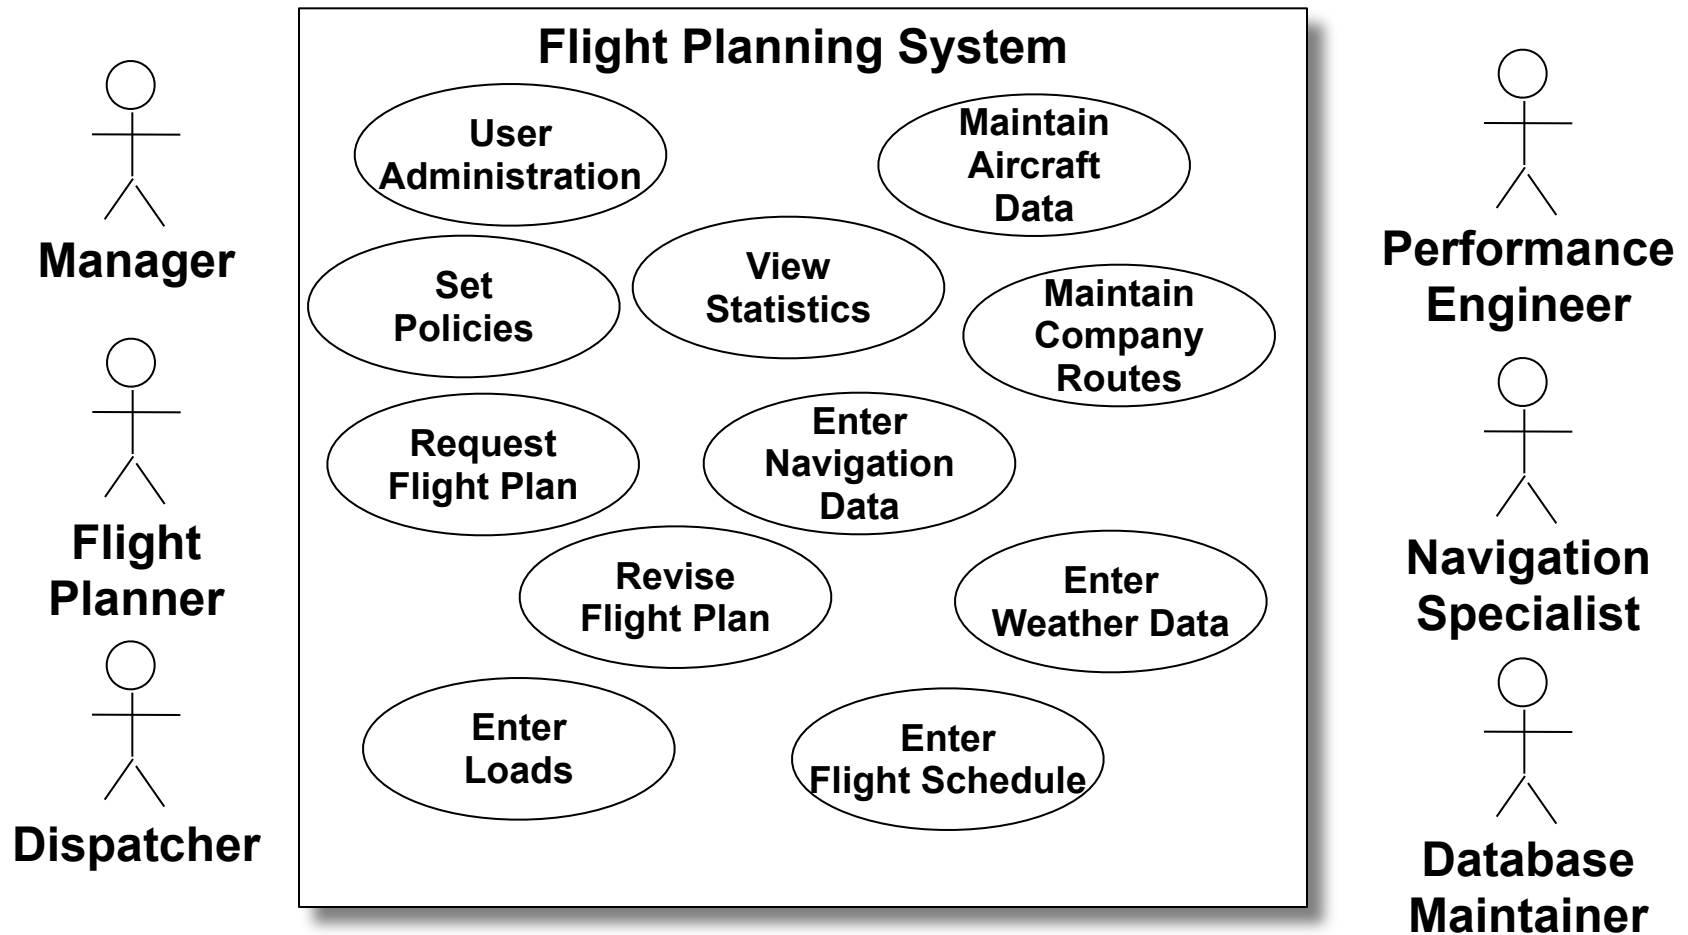 Flight Planning System
User
Administration
Maintain
Aircraft
Data
Manager
Set
Policies
View
Statistics
Maintain
Company
Routes
Performance
Engineer
Request
Flight Plan
Enter
Navigation
Data
Flight
Planner
Revise
Flight Plan
Enter
Weather Data
Navigation
Specialist
Enter
Loads
Enter
Flight Schedule
Dispatcher
Database
Maintainer